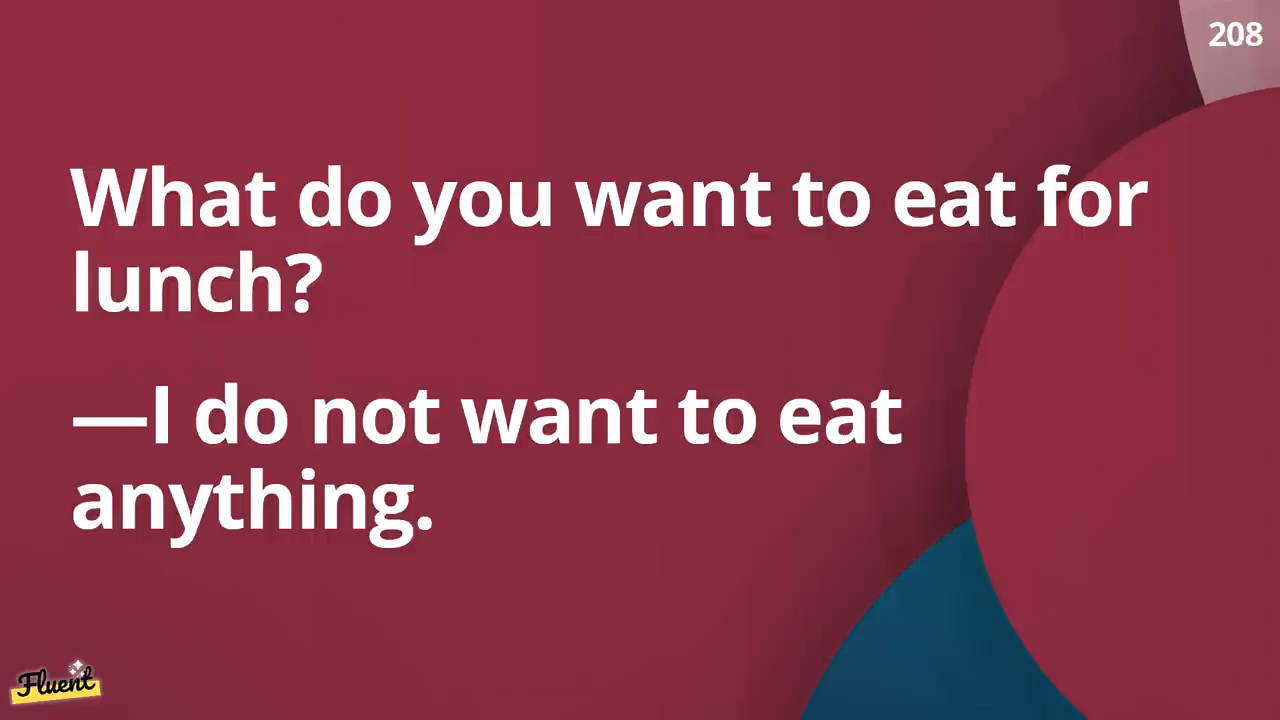 208
What do you want to eat for
lunch?
—I do not want to eat
anything.
Fluent